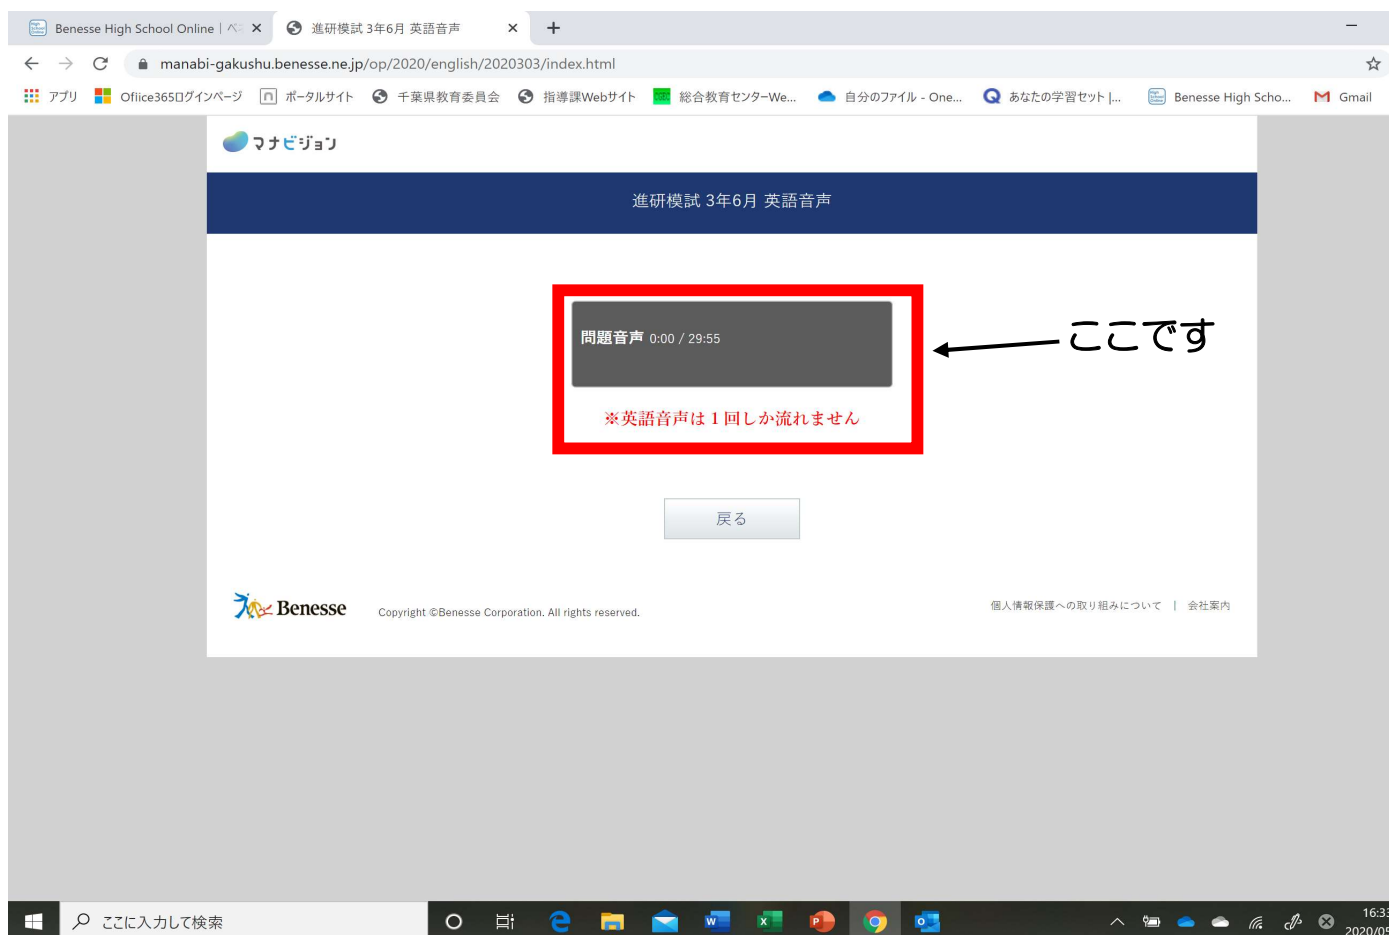 Benesse High School Online | ベネ
進研模試 3年6月 英語音声
manabi-gakushu.benesse.ne.jp/op/2020/english/2020303/index.html
アプリ Ofiice365ログインページ ポータルサイト 千葉県教育委員会 指導課Webサイト 総合教育センターWe... 自分のファイル - One... あなたの学習セット |... Benesse High Scho... Gmail
マナビジョン
進研模試 3年6月 英語音声
問題音声 0:00 / 29:55
ここです
※英語音声は1回しか流れません
戻る
Benesse Copyright ©Benesse Corporation. All rights reserved. 個人情報保護への取り組みについて | 会社案内
ここに入力して検索
16:33
2020/05